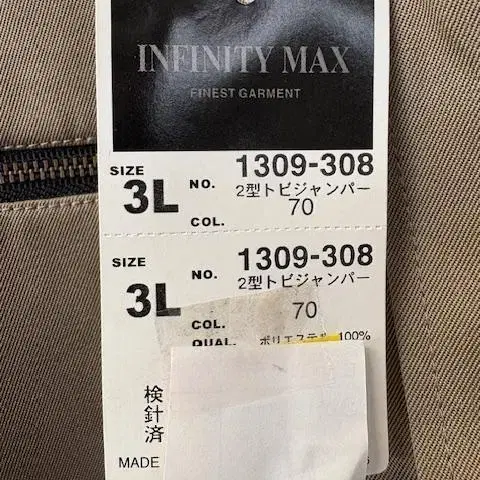 INFINITY MAX
FINEST GARMENT
SIZE 3L NO. 1309-308
2型トビジャンパー
COL. 70
SIZE 3L NO. 1309-308
2型トビジャンパー
COL. 70
QUAL. ポリエステル 100%
検針済
MADE